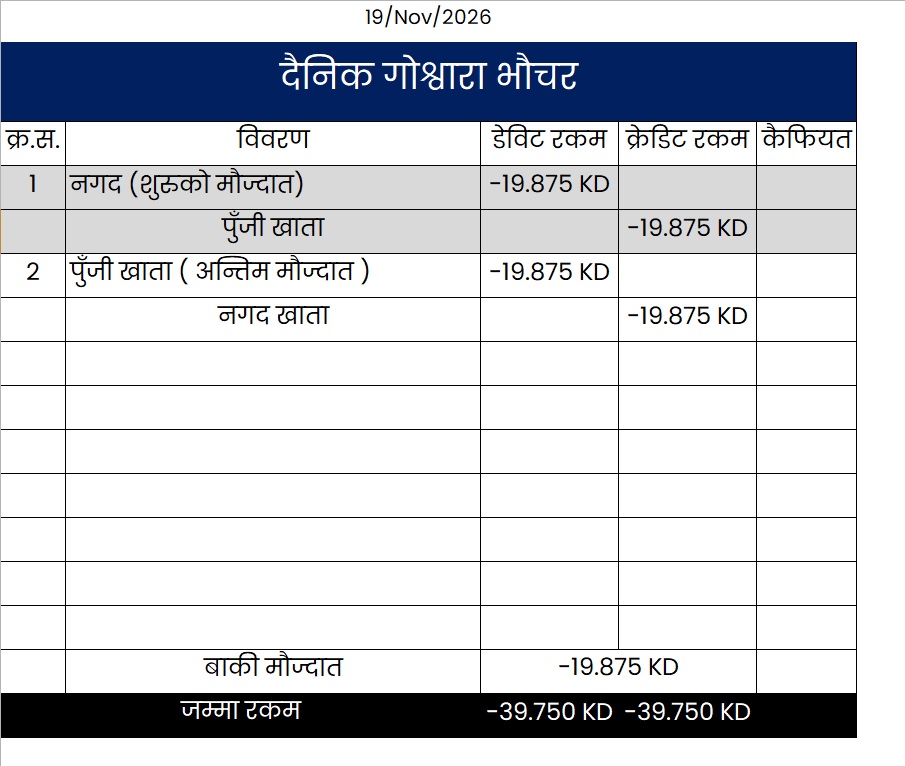 19/Nov/2026
दैनिक गोश्वारा भौचर
क्र.स. विवरण डेविट रकम क्रेडिट रकम कैफियत
1 नगद (शुरुको मौज्दात) -19.875 KD
पुँजी खाता -19.875 KD
2 पुँजी खाता ( अन्तिम मौज्दात ) -19.875 KD
नगद खाता -19.875 KD
बाकी मौज्दात -19.875 KD
जम्मा रकम -39.750 KD -39.750 KD